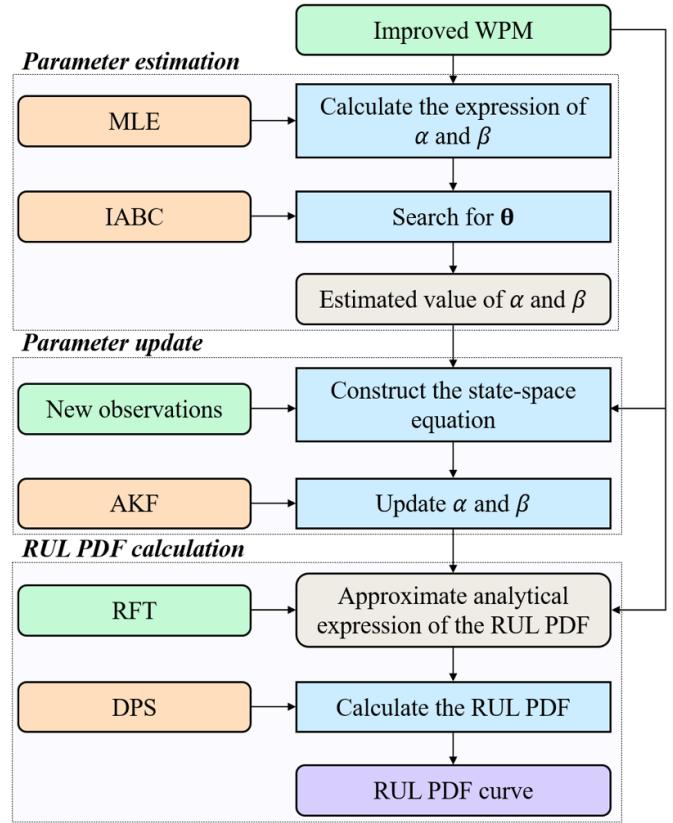 Improved WPM
Parameter estimation
MLE
Calculate the expression of
α and β
IABC
Search for θ
Estimated value of α and β
Parameter update
New observations
Construct the state-space
equation
AKF
Update α and β
RUL PDF calculation
RFT
Approximate analytical
expression of the RUL PDF
DPS
Calculate the RUL PDF
RUL PDF curve